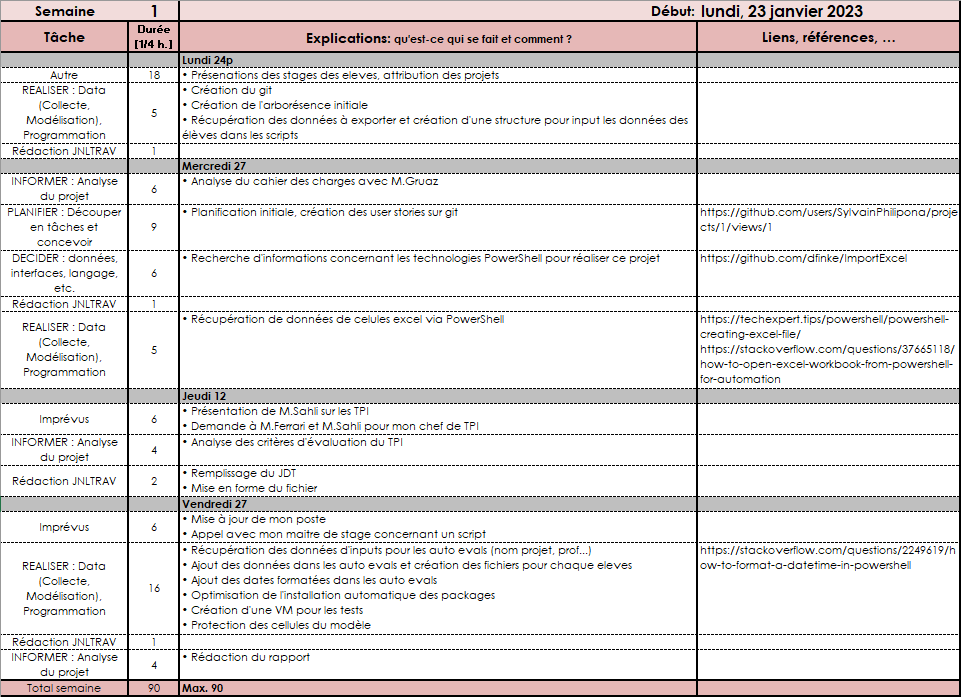 Semaine 1 Début: lundi, 23 janvier 2023
Tâche Durée Explications: qu'est-ce qui se fait et comment ? Liens, références, …
[1/4 h.]
Lundi 24p
Autre 18 • Présenations des stages des eleves, attribution des projets
REALISER : Data
(Collecte,
Modélisation),
Programmation
5
• Création du git
• Création de l'arborésence initiale
• Récupération des données à exporter et création d'une structure pour input les données des
élèves dans les scripts
Rédaction JNLTRAV 1
Mercredi 27
INFORMER : Analyse
du projet
6
• Analyse du cahier des charges avec M.Gruaz
PLANIFIER : Découper
en tâches et
concevoir
9
• Planification initiale, création des user stories sur git
https://github.com/users/SylvainPhilipona/proje
cts/1/views/1
DECIDER : données,
interfaces, langage,
etc.
6
• Recherche d'informations concernant les technologies PowerShell pour réaliser ce projet
https://github.com/dfinke/ImportExcel
Rédaction JNLTRAV 1
REALISER : Data
(Collecte,
Modélisation),
Programmation
5
• Récupération de données de celules excel via PowerShell
https://techexpert.tips/powershell/powershell-
creating-excel-file/
https://stackoverflow.com/questions/37665118/
how-to-open-excel-workbook-from-powershell-
for-automation
Jeudi 12
Imprévus 6
• Présentation de M.Sahli sur les TPI
• Demande à M.Ferrari et M.Sahli pour mon chef de TPI
INFORMER : Analyse
du projet
4
• Analyse des critères d'évaluation du TPI
Rédaction JNLTRAV 2
• Remplissage du JDT
• Mise en forme du fichier
Vendredi 27
Imprévus 6
• Mise à jour de mon poste
• Appel avec mon maitre de stage concernant un script
REALISER : Data
(Collecte,
Modélisation),
Programmation
16
• Récupération des données d'inputs pour les auto evals (nom projet, prof...)
• Ajout des données dans les auto evals et création des fichiers pour chaque eleves
• Ajout des dates formatées dans les auto evals
• Optimisation de l'installation automatique des packages
• Création d'une VM pour les tests
• Protection des cellules du modèle
https://stackoverflow.com/questions/2249619/h
ow-to-format-a-datetime-in-powershell
Rédaction JNLTRAV 1
INFORMER : Analyse
du projet
4
• Rédaction du rapport
Total semaine 90 Max. 90